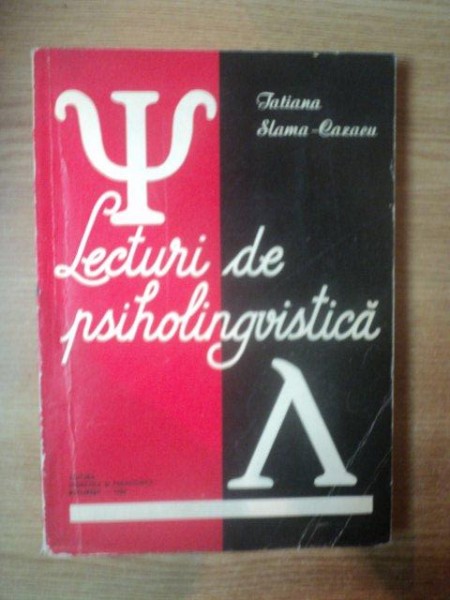 Ψ
Tatiana
Slama-Cazacu
Lecturi de
psiholingvistică
Λ